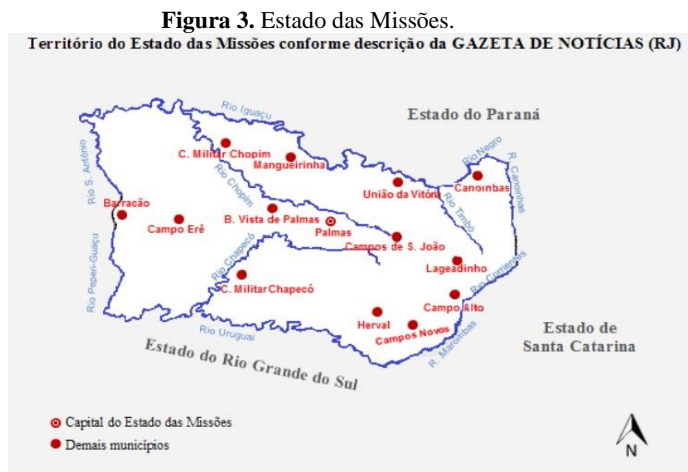 Figura 3. Estado das Missões.
Território do Estado das Missões conforme descrição da GAZETA DE NOTÍCIAS (RJ)
Rio Iguaçu
Estado do Paraná
C. Militar Chopim
Mangueirinha
Rio Negro
R. Canoinhas
Rio S. Antônio
Rio Chopim
União da Vitória
Canoinhas
Barracão
Campo Erê
B. Vista de Palmas
Palmas
Rio Timbó
Campos de S. João
Rio Chapecó
Lageadinho
Rio Pepen-Guaçu
C. Militar Chapecó
Rio Correntes
Campo Alto
Herval
Campos Novos
R. Marombas
Rio Uruguai
Estado de
Santa Catarina
Estado do Rio Grande do Sul
Capital do Estado das Missões
Demais municípios
N